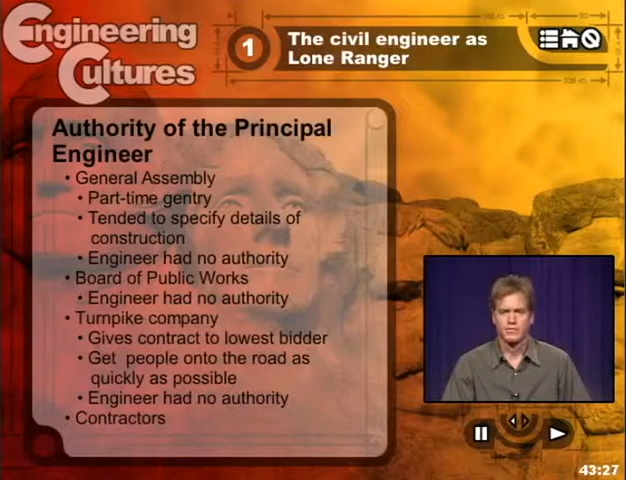 Engineering
Cultures
1
The civil engineer as
Lone Ranger
Authority of the Principal
Engineer
• General Assembly
• Part-time gentry
• Tended to specify details of
construction
• Engineer had no authority
• Board of Public Works
• Engineer had no authority
• Turnpike company
• Gives contract to lowest bidder
• Get people onto the road as
quickly as possible
• Engineer had no authority
• Contractors
43:27